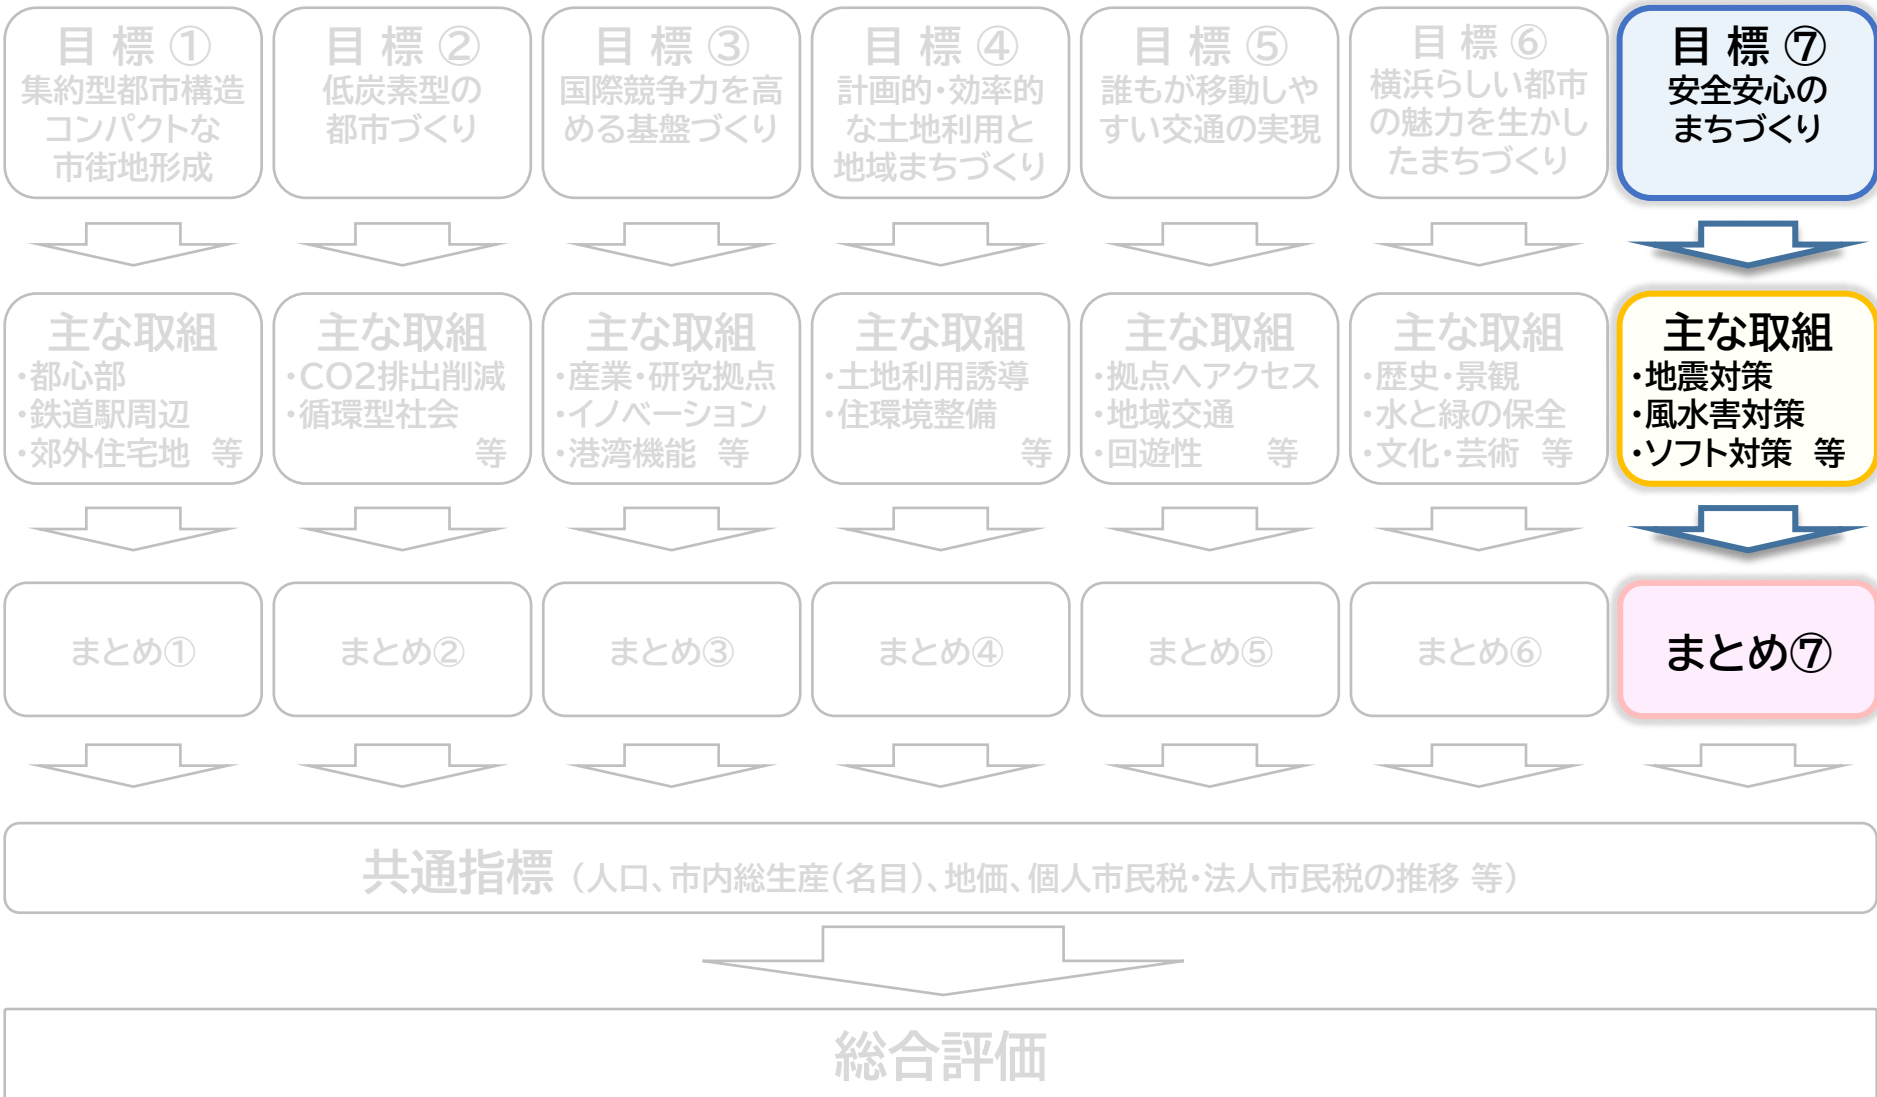 目 標 ①
集約型都市構造
コンパクトな
市街地形成
目 標 ②
低炭素型の
都市づくり
目 標 ③
国際競争力を高
める基盤づくり
目 標 ④
計画的・効率的
な土地利用と
地域まちづくり
目 標 ⑤
誰もが移動しや
すい交通の実現
目 標 ⑥
横浜らしい都市
の魅力を生かし
たまちづくり
目 標 ⑦
安全安心の
まちづくり
主な取組
・都心部
・鉄道駅周辺
・郊外住宅地 等
主な取組
・CO2排出削減
・循環型社会
等
主な取組
・産業・研究拠点
・イノベーション
・港湾機能 等
主な取組
・土地利用誘導
・住環境整備
等
主な取組
・拠点へアクセス
・地域交通
・回遊性 等
主な取組
・歴史・景観
・水と緑の保全
・文化・芸術 等
主な取組
・地震対策
・風水害対策
・ソフト対策 等
まとめ①
まとめ②
まとめ③
まとめ④
まとめ⑤
まとめ⑥
まとめ⑦
共通指標（人口、市内総生産（名目）、地価、個人市民税・法人市民税の推移 等）
総合評価